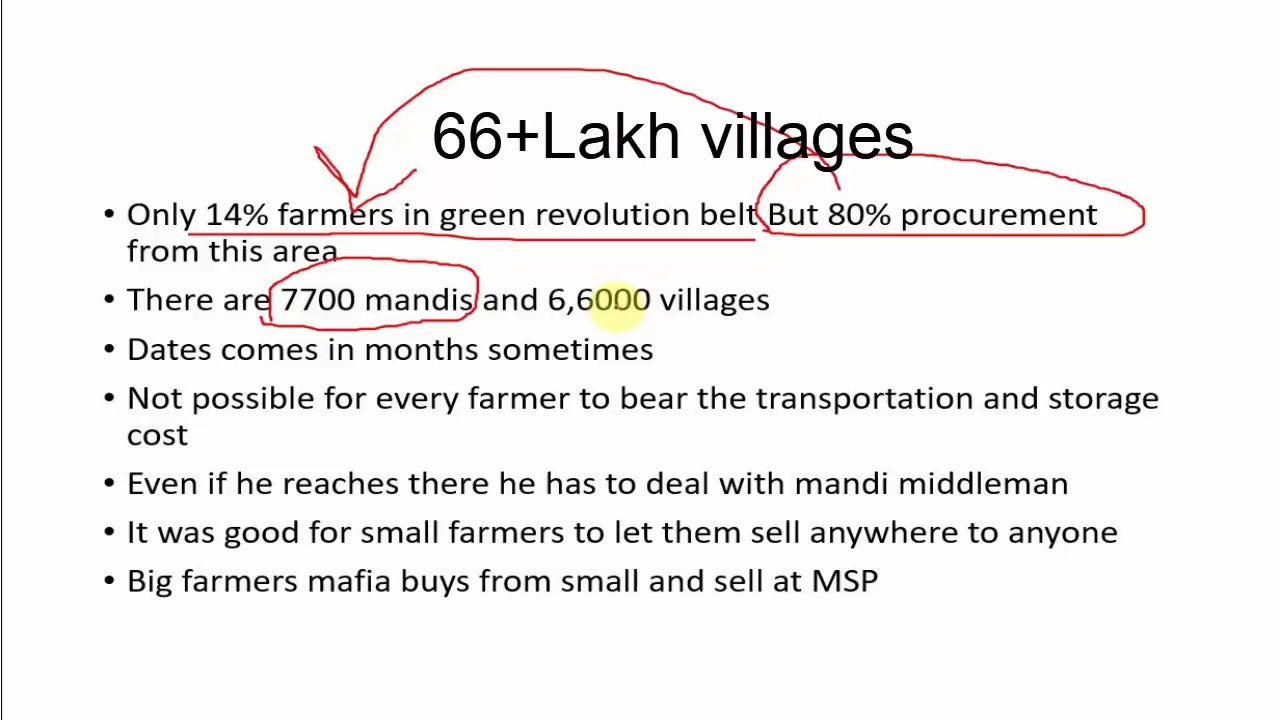 66+Lakh villages
• Only 14% farmers in green revolution belt But 80% procurement
from this area
• There are 7700 mandis and 6,6000 villages
• Dates comes in months sometimes
• Not possible for every farmer to bear the transportation and storage
cost
• Even if he reaches there he has to deal with mandi middleman
• It was good for small farmers to let them sell anywhere to anyone
• Big farmers mafia buys from small and sell at MSP